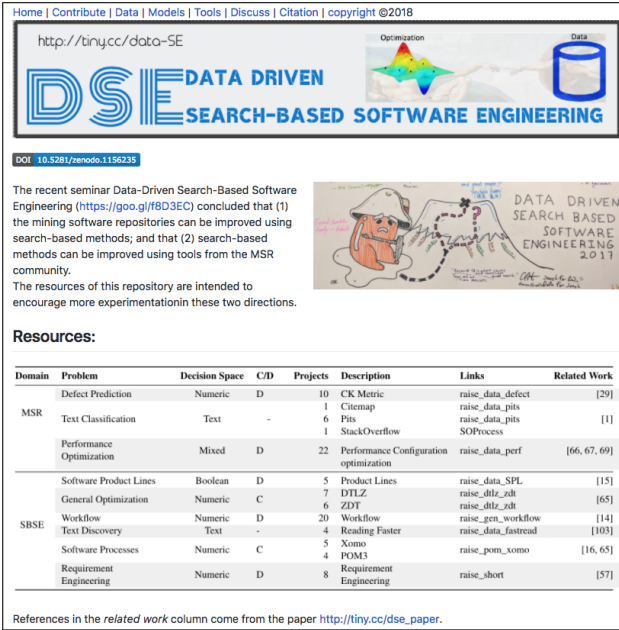 Home | Contribute | Data | Models | Tools | Discuss | Citation | copyright ©2018
http://tiny.cc/data-SE
Optimization
Data
DSE DATA DRIVEN
SEARCH-BASED SOFTWARE ENGINEERING
DOI 10.5281/zenodo.1156235
The recent seminar Data-Driven Search-Based Software
Engineering (https://goo.gl/f8D3EC) concluded that (1)
the mining software repositories can be improved using
search-based methods; and that (2) search-based
methods can be improved using tools from the MSR
community.
The resources of this repository are intended to
encourage more experimentationin these two directions.
DATA DRIVEN
SEARCH BASED
SOFTWARE
ENGINEERING
2017
Resources:
Domain Problem Decision Space C/D Projects Description Links Related Work
MSR
Defect Prediction Numeric D 10 CK Metric raise_data_defect [29]
Text Classification Text - [1]
1 Citemap raise_data_pits
6 Pits raise_data_pits
1 StackOverflow SOProcess
Performance
Optimization Mixed D 22 Performance Configuration
optimization raise_data_perf [66, 67, 69]
SBSE
Software Product Lines Boolean D 5 Product Lines raise_data_SPL [15]
General Optimization Numeric C [65]
7 DTLZ raise_dtlz_zdt
6 ZDT raise_dtlz_zdt
Workflow Numeric D 20 Workflow raise_gen_workflow [14]
Text Discovery Text - 4 Reading Faster raise_data_fastread [103]
Software Processes Numeric C [16, 65]
5 Xomo
4 POM3
raise_pom_xomo
Requirement
Engineering Numeric D 8 Requirement
Engineering raise_short [57]
References in the related work column come from the paper http://tiny.cc/dse_paper.